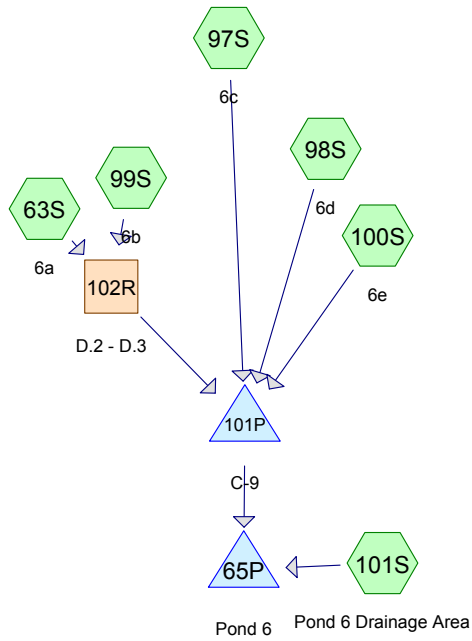 97S
6c
98S
6d
99S
6b
63S
6a
100S
6e
102R
D.2 - D.3
101P
C-9
65P
Pond 6
101S
Pond 6 Drainage Area